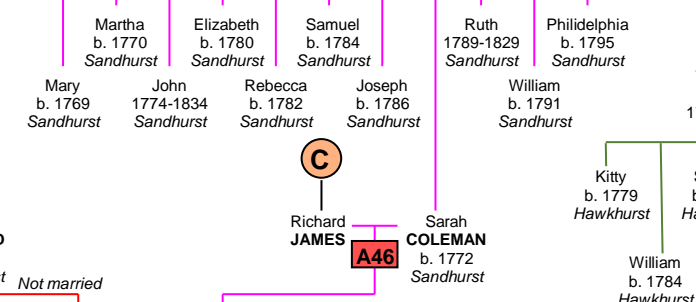 Martha
b. 1770
Sandhurst
Elizabeth
b. 1780
Sandhurst
Samuel
b. 1784
Sandhurst
Ruth
1789-1829
Sandhurst
Philidelphia
b. 1795
Sandhurst
Mary
b. 1769
Sandhurst
John
1774-1834
Sandhurst
Rebecca
b. 1782
Sandhurst
Joseph
b. 1786
Sandhurst
William
b. 1791
Sandhurst
C
Kitty
b. 1779
Hawkhurst
Richard
JAMES
A46
Sarah
COLEMAN
b. 1772
Sandhurst
William
b. 1784
Hawkhurst
Not married